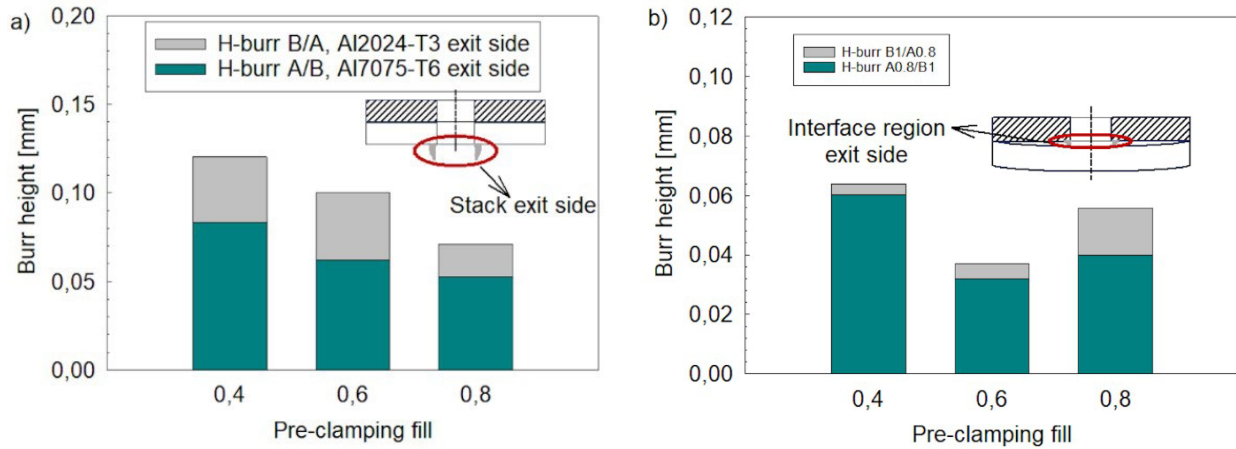 a)
0,20
0,15
0,10
0,05
0,00
Burr height [mm]
H-burr B/A, Al2024-T3 exit side
H-burr A/B, Al7075-T6 exit side
Stack exit side
0,4 0,6 0,8
Pre-clamping fill
b)
0,12
0,10
0,08
0,06
0,04
0,02
0,00
Burr height [mm]
H-burr B1/A0.8
H-burr A0.8/B1
Interface region
exit side
0,4 0,6 0,8
Pre-clamping fill